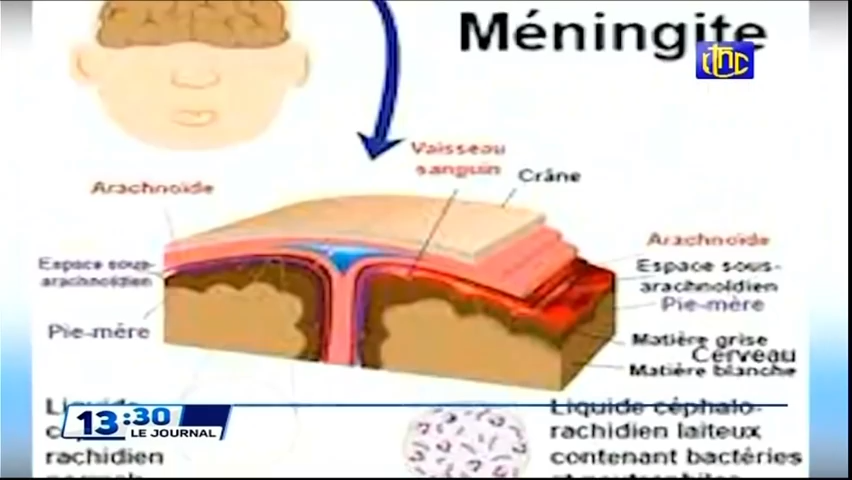 Méningite
rtnc
Vaisseau
sanguin
Crâne
Arachnoïde
Arachnoïde
Espace sous-
arachnoïdien
Espace sous-
arachnoïdien
Pie-mère
Pie-mère
Matière grise
Cerveau
Matière blanche
13:30
LE JOURNAL
rachidien
Liquide céphalo-
rachidien laiteux
contenant bactéries